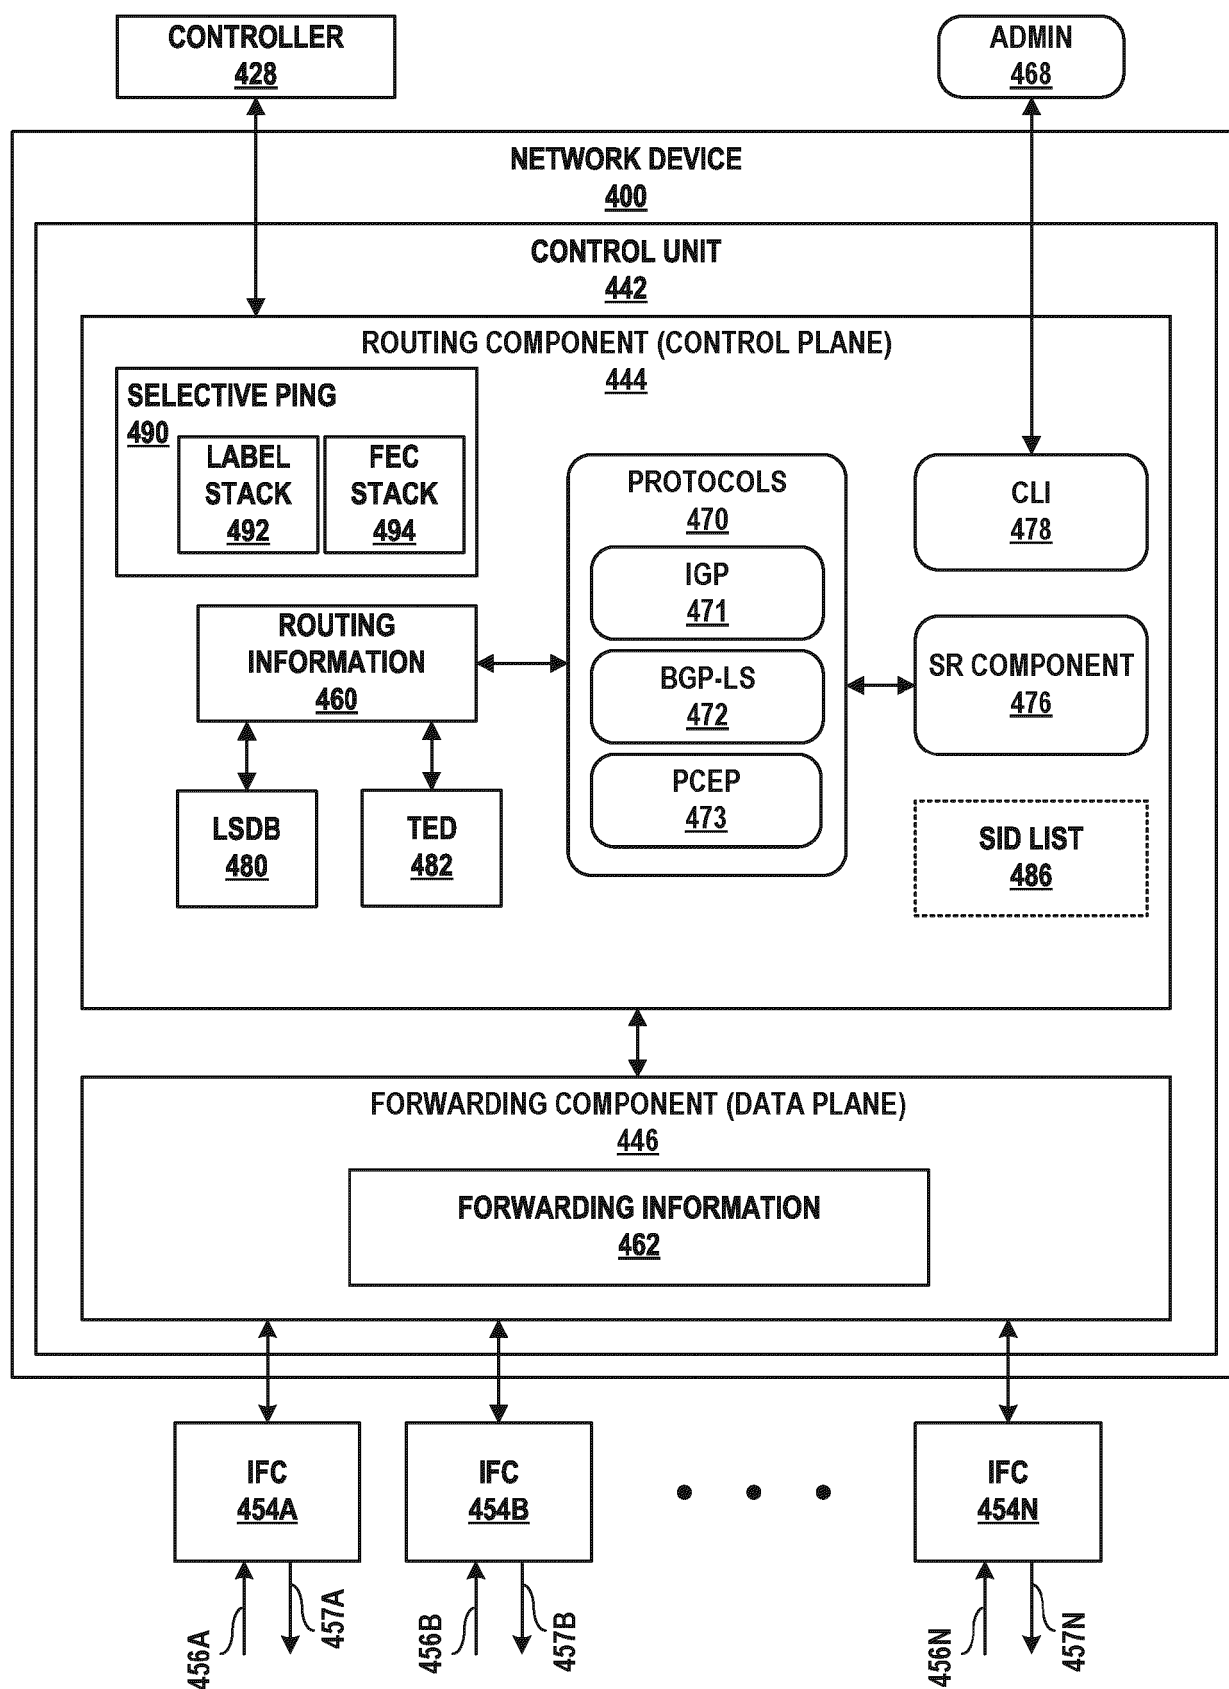 CONTROLLER
428
ADMIN
468
NETWORK DEVICE
400
CONTROL UNIT
442
ROUTING COMPONENT (CONTROL PLANE)
444
SELECTIVE PING
490
LABEL
STACK
492
FEC
STACK
494
PROTOCOLS
470
IGP
471
BGP-LS
472
PCEP
473
CLI
478
ROUTING
INFORMATION
460
SR COMPONENT
476
LSDB
480
TED
482
SID LIST
486
FORWARDING COMPONENT (DATA PLANE)
446
FORWARDING INFORMATION
462
IFC
454A
IFC
454B
IFC
454N
456A
457A
456B
457B
456N
457N